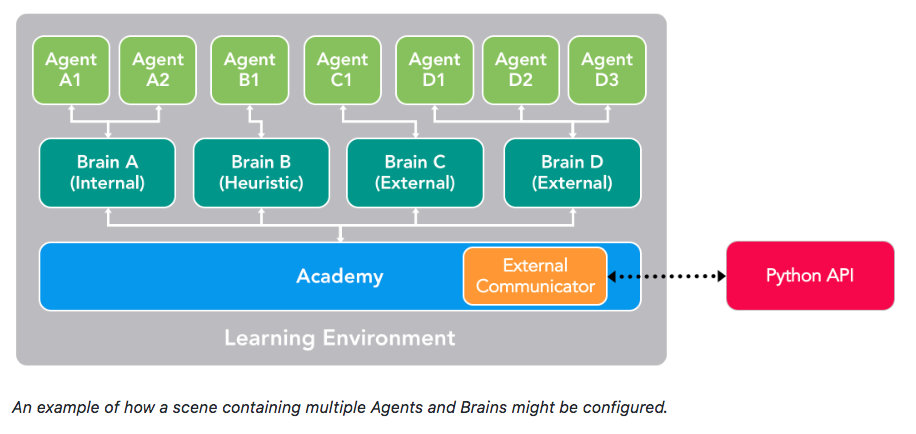 Agent
A1
Agent
A2
Agent
B1
Agent
C1
Agent
D1
Agent
D2
Agent
D3
Brain A
(Internal)
Brain B
(Heuristic)
Brain C
(External)
Brain D
(External)
Academy
External
Communicator
Python API
Learning Environment
An example of how a scene containing multiple Agents and Brains might be configured.